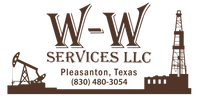 W-W
SERVICES LLC
Pleasanton, Texas
(830) 480-3054